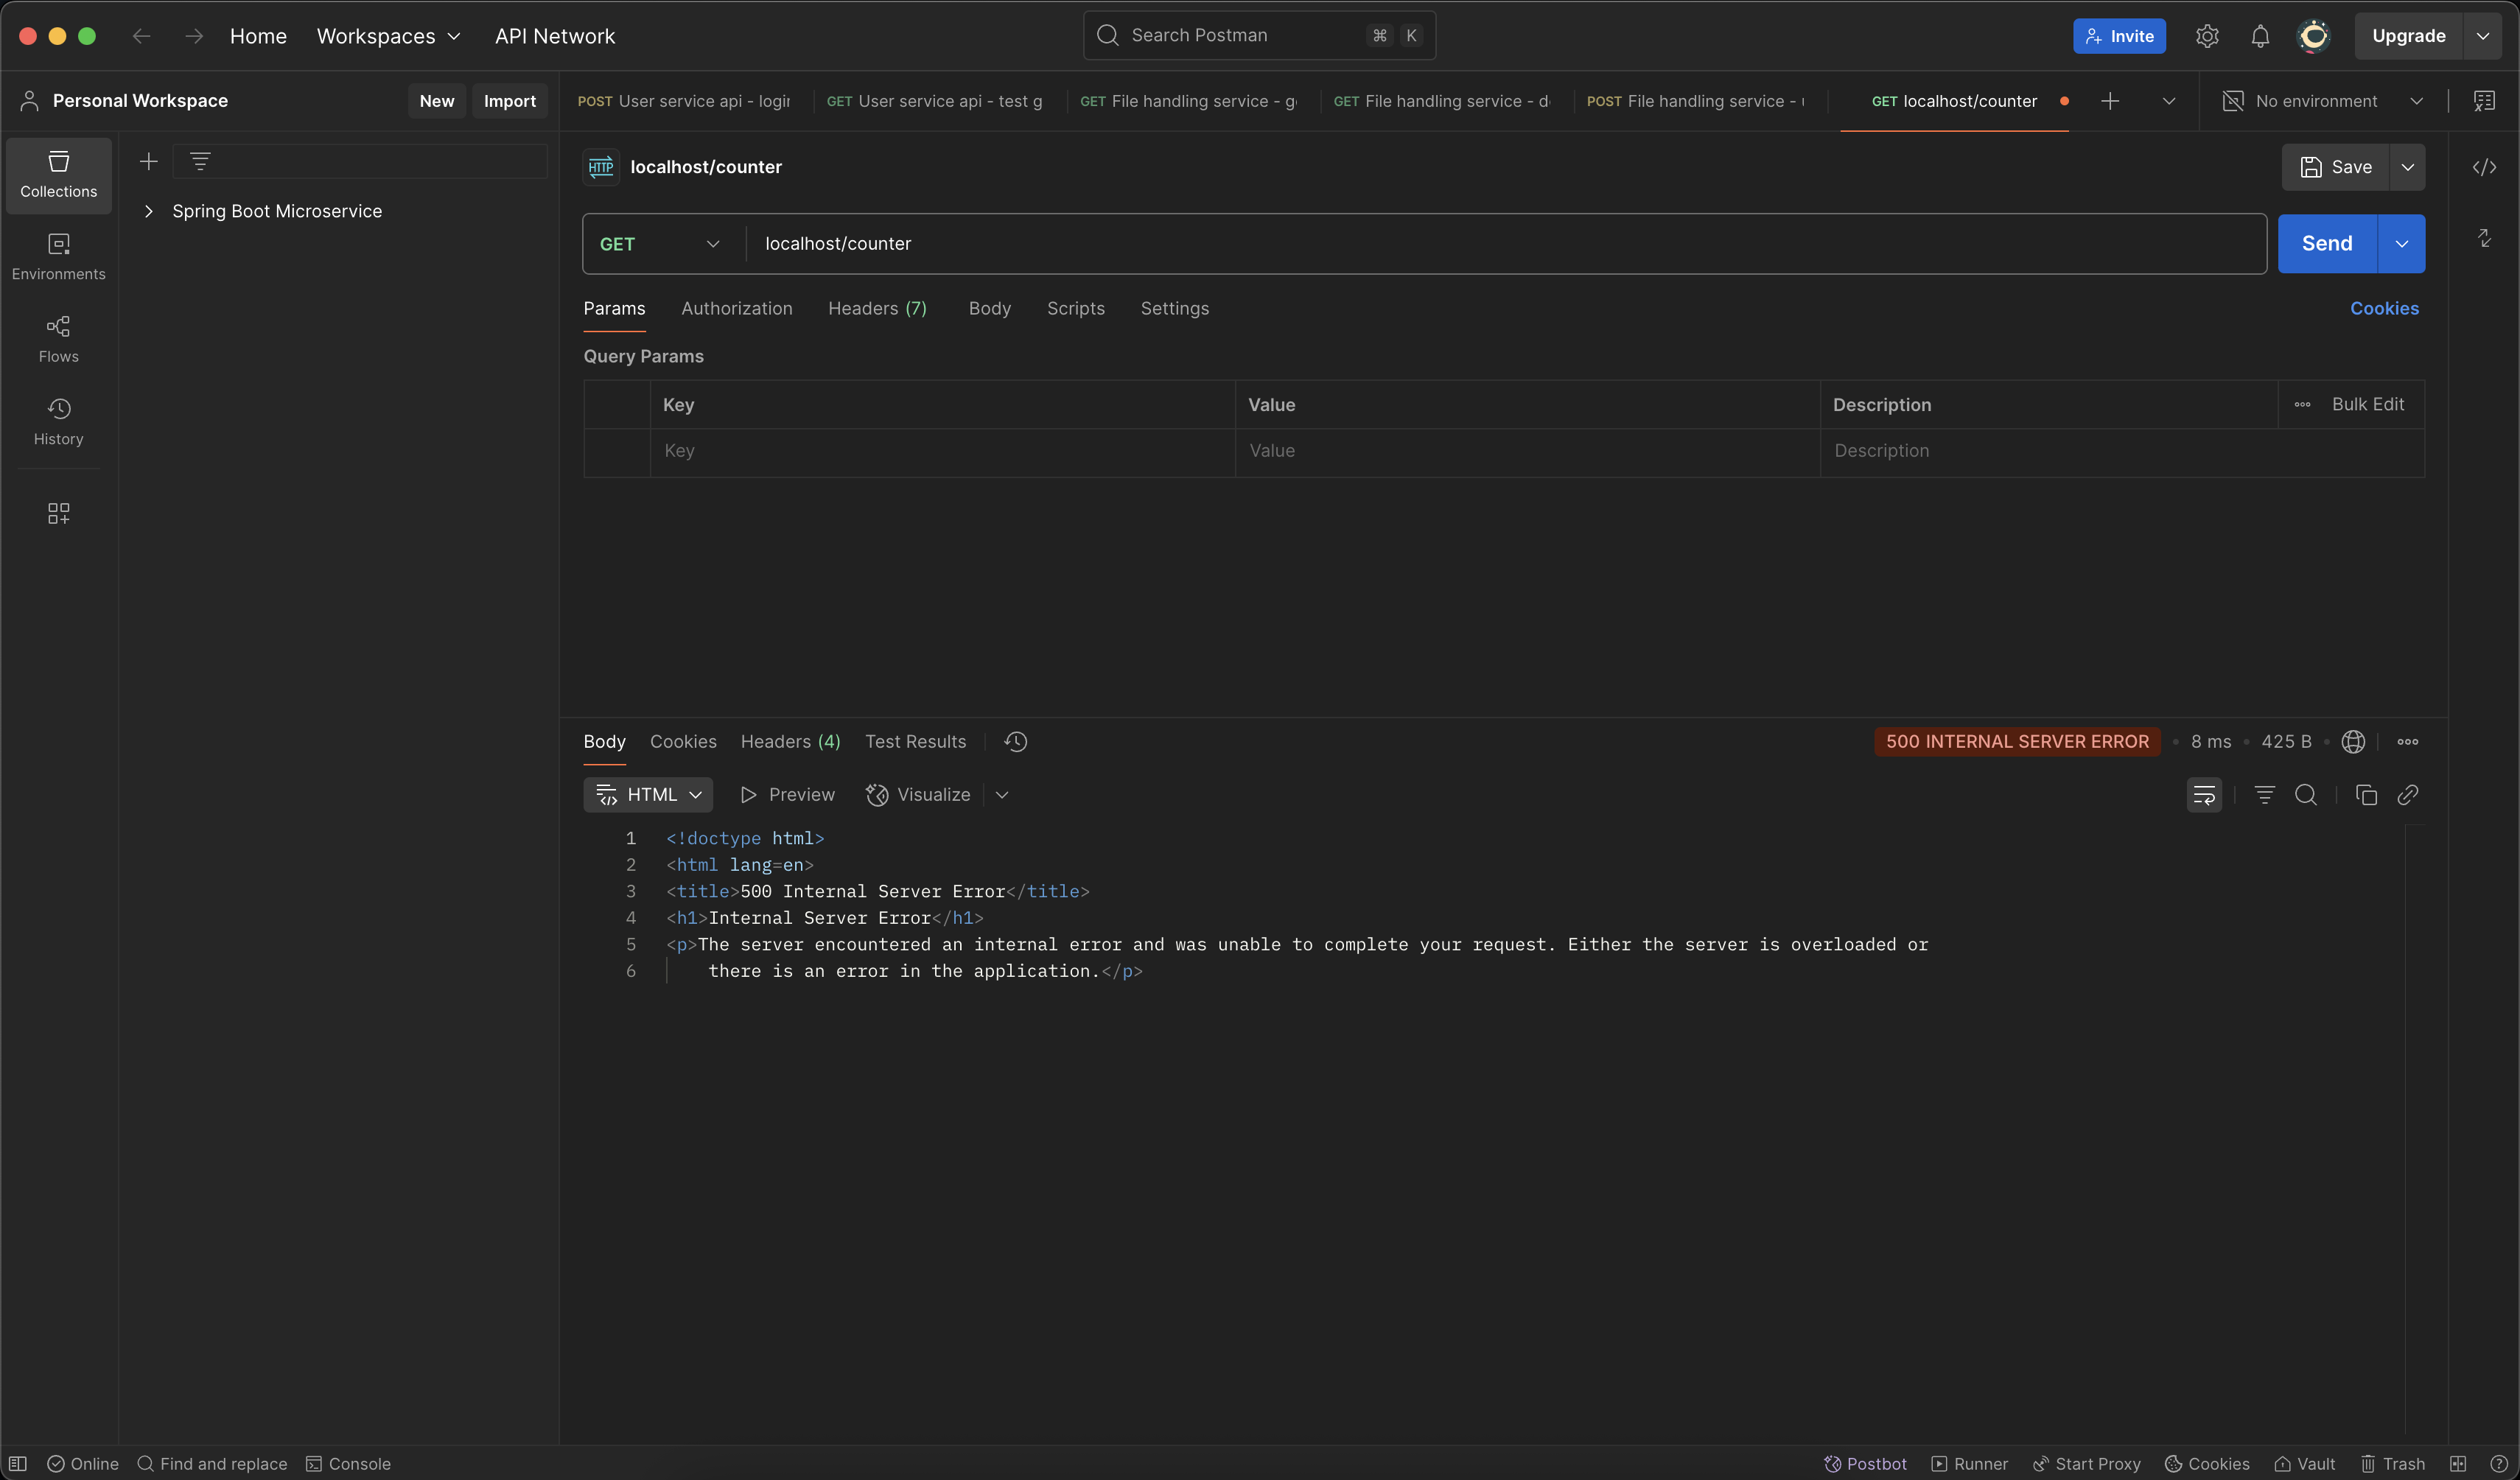 Home
Workspaces
API Network
Search Postman
⌘ K
Invite
Upgrade
Personal Workspace
New
Import
POST User service api - login
GET User service api - test g
GET File handling service - g
GET File handling service - d
POST File handling service -
GET localhost/counter
No environment
Collections
Environments
Flows
History
Spring Boot Microservice
HTTP
localhost/counter
Save
GET
localhost/counter
Send
Params
Authorization
Headers (7)
Body
Scripts
Settings
Cookies
Query Params
Key
Value
Description
Bulk Edit
Key
Value
Description
Body
Cookies
Headers (4)
Test Results
500 INTERNAL SERVER ERROR
8 ms
425 B
HTML
Preview
Visualize
1 <!doctype html>
2 <html lang=en>
3 <title>500 Internal Server Error</title>
4 <h1>Internal Server Error</h1>
5 <p>The server encountered an internal error and was unable to complete your request. Either the server is overloaded or
6 there is an error in the application.</p>
Online
Find and replace
Console
Postbot
Runner
Start Proxy
Cookies
Vault
Trash